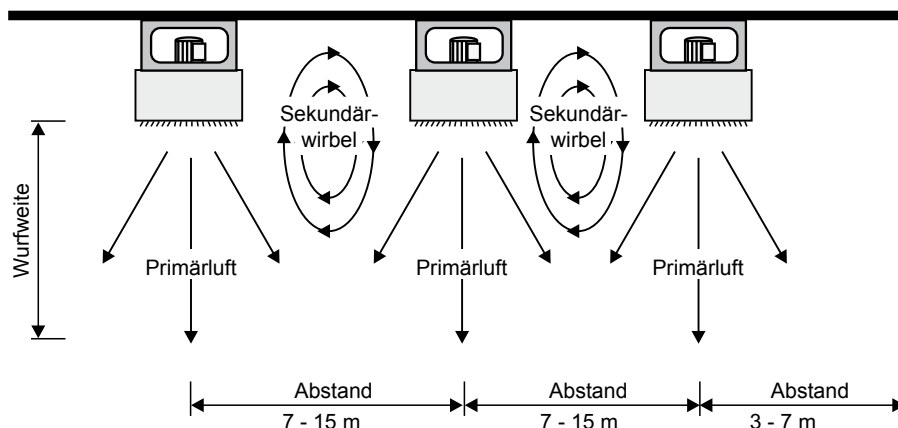 Sekundär-
wirbel
Sekundär-
wirbel
Wurfweite
Primärluft
Primärluft
Primärluft
Abstand
7 - 15 m
Abstand
7 - 15 m
Abstand
3 - 7 m